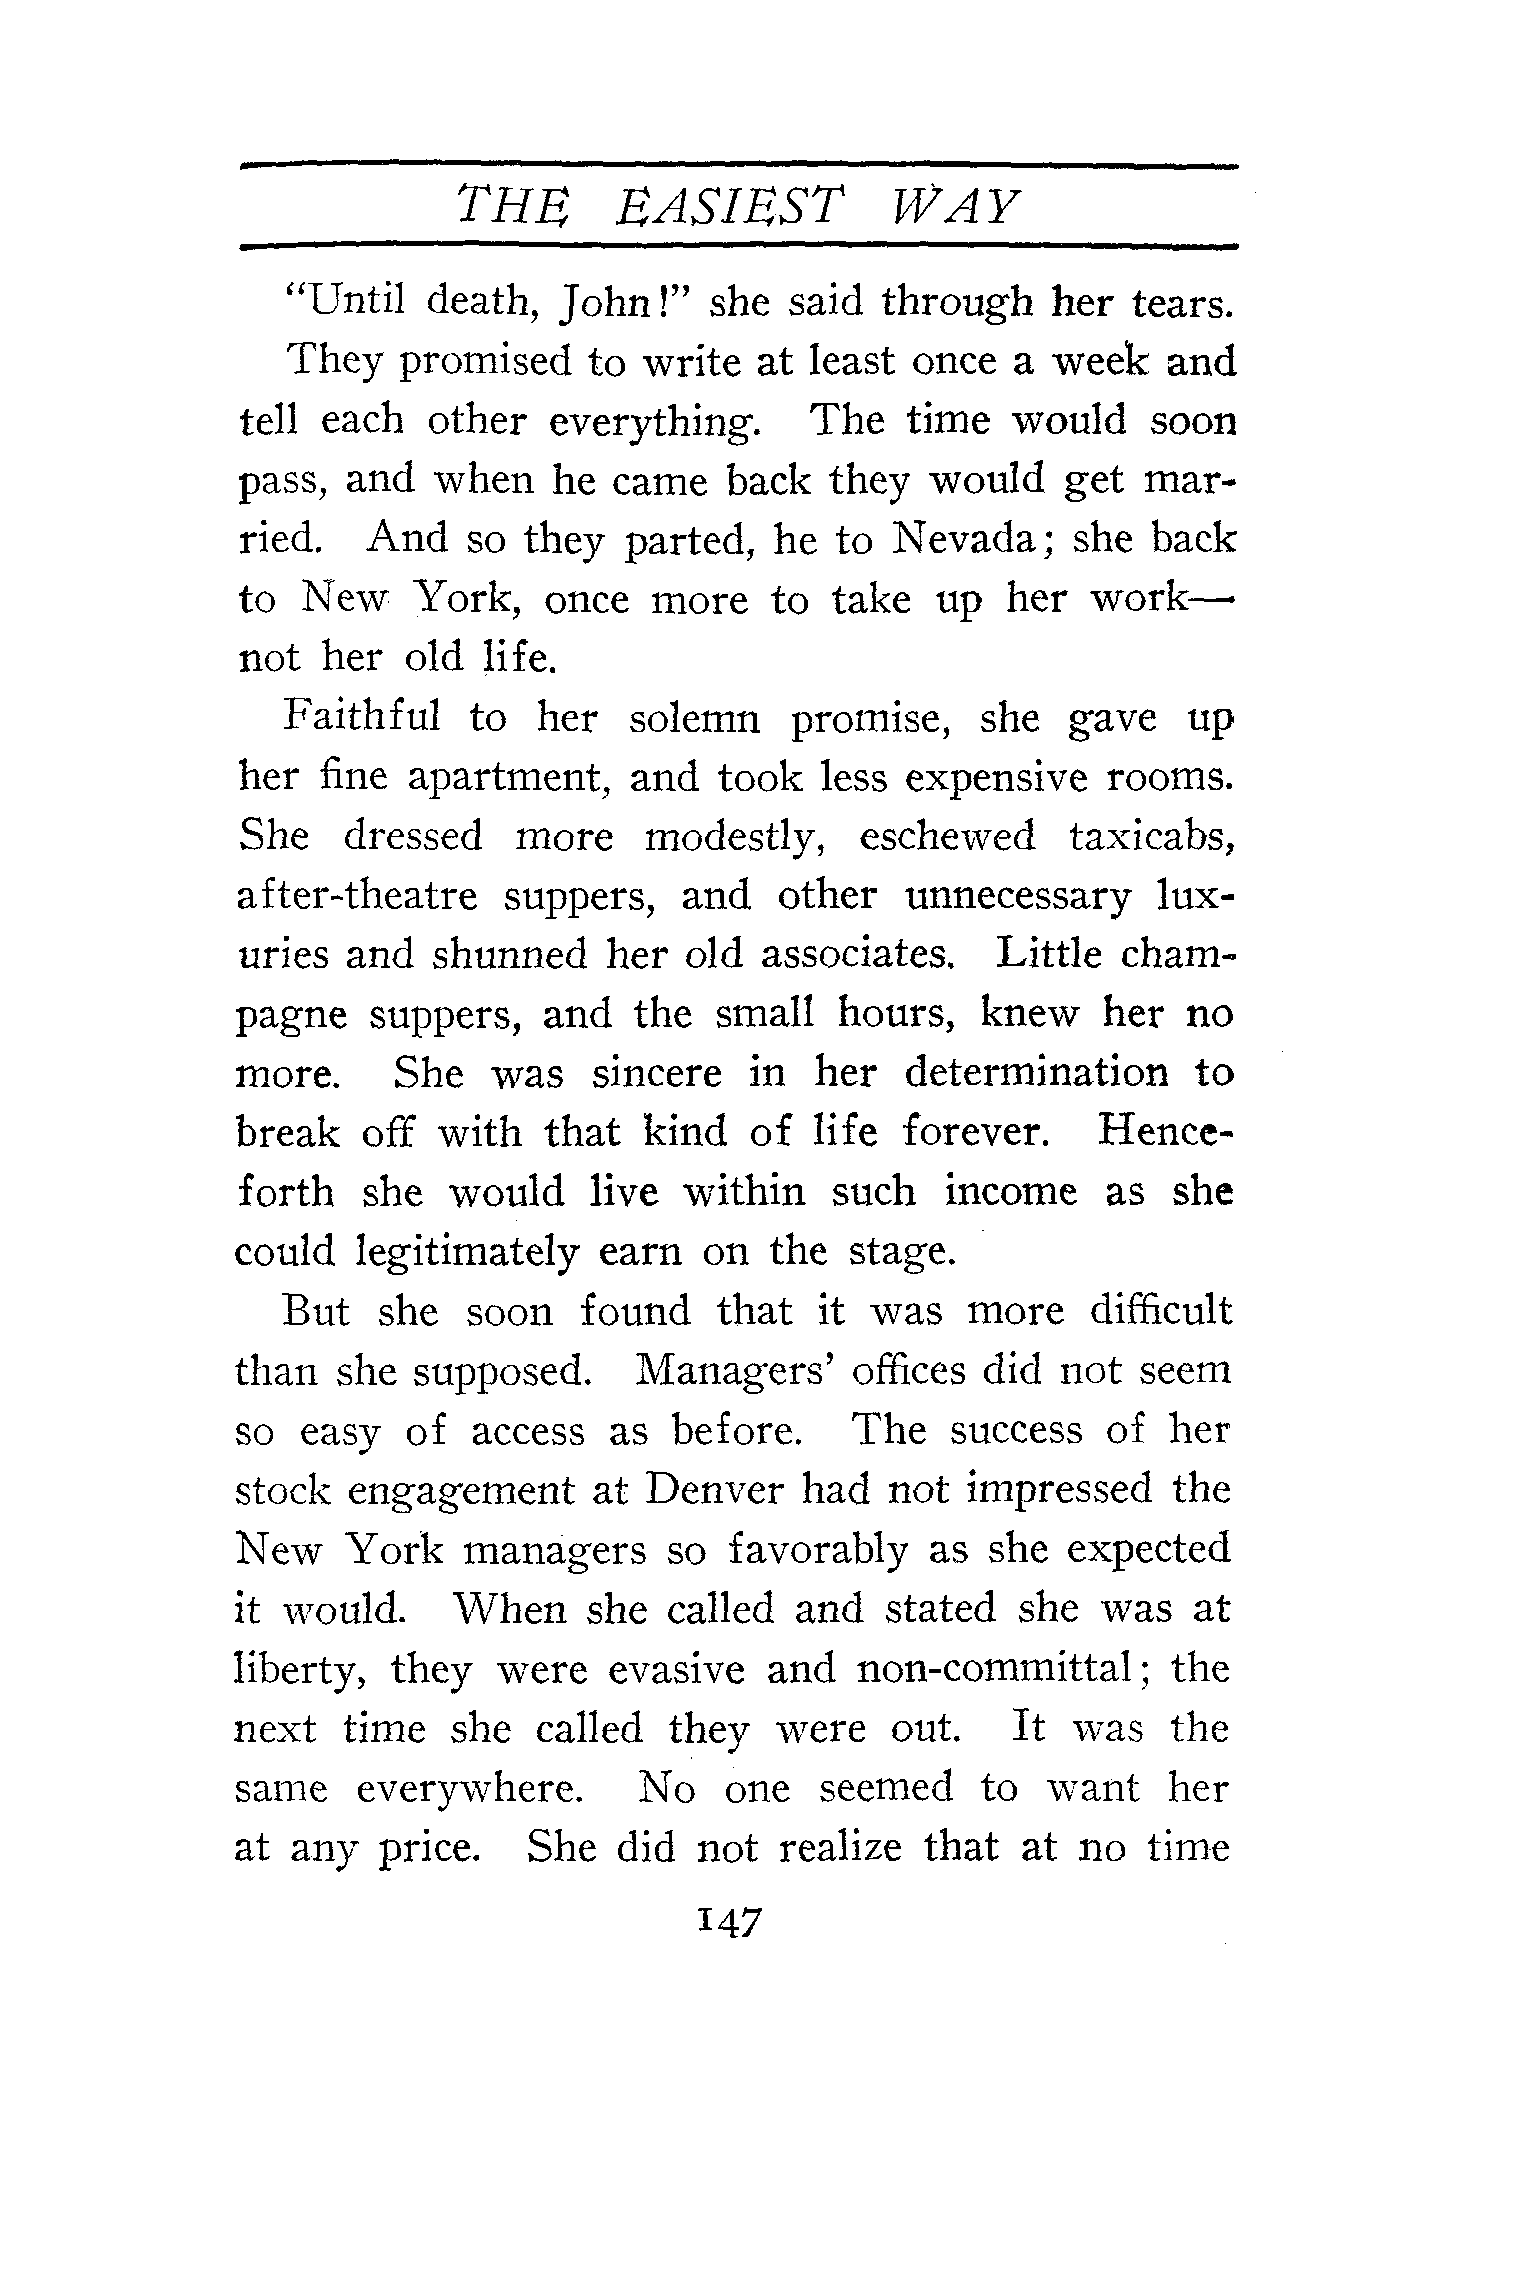 THE EASIEST WAY
"Until death, John!" she said through her tears.
They promised to write at least once a week and
tell each other everything. The time would soon
pass, and when he came back they would get mar-
ried. And so they parted, he to Nevada; she back
to New York, once more to take up her work—
not her old life.
Faithful to her solemn promise, she gave up
her fine apartment, and took less expensive rooms.
She dressed more modestly, eschewed taxicabs,
after-theatre suppers, and other unnecessary lux-
uries and shunned her old associates. Little cham-
pagne suppers, and the small hours, knew her no
more. She was sincere in her determination to
break off with that kind of life forever. Hence-
forth she would live within such income as she
could legitimately earn on the stage.
But she soon found that it was more difficult
than she supposed. Managers' offices did not seem
so easy of access as before. The success of her
stock engagement at Denver had not impressed the
New York managers so favorably as she expected
it would. When she called and stated she was at
liberty, they were evasive and non-committal; the
next time she called they were out. It was the
same everywhere. No one seemed to want her
at any price. She did not realize that at no time
147